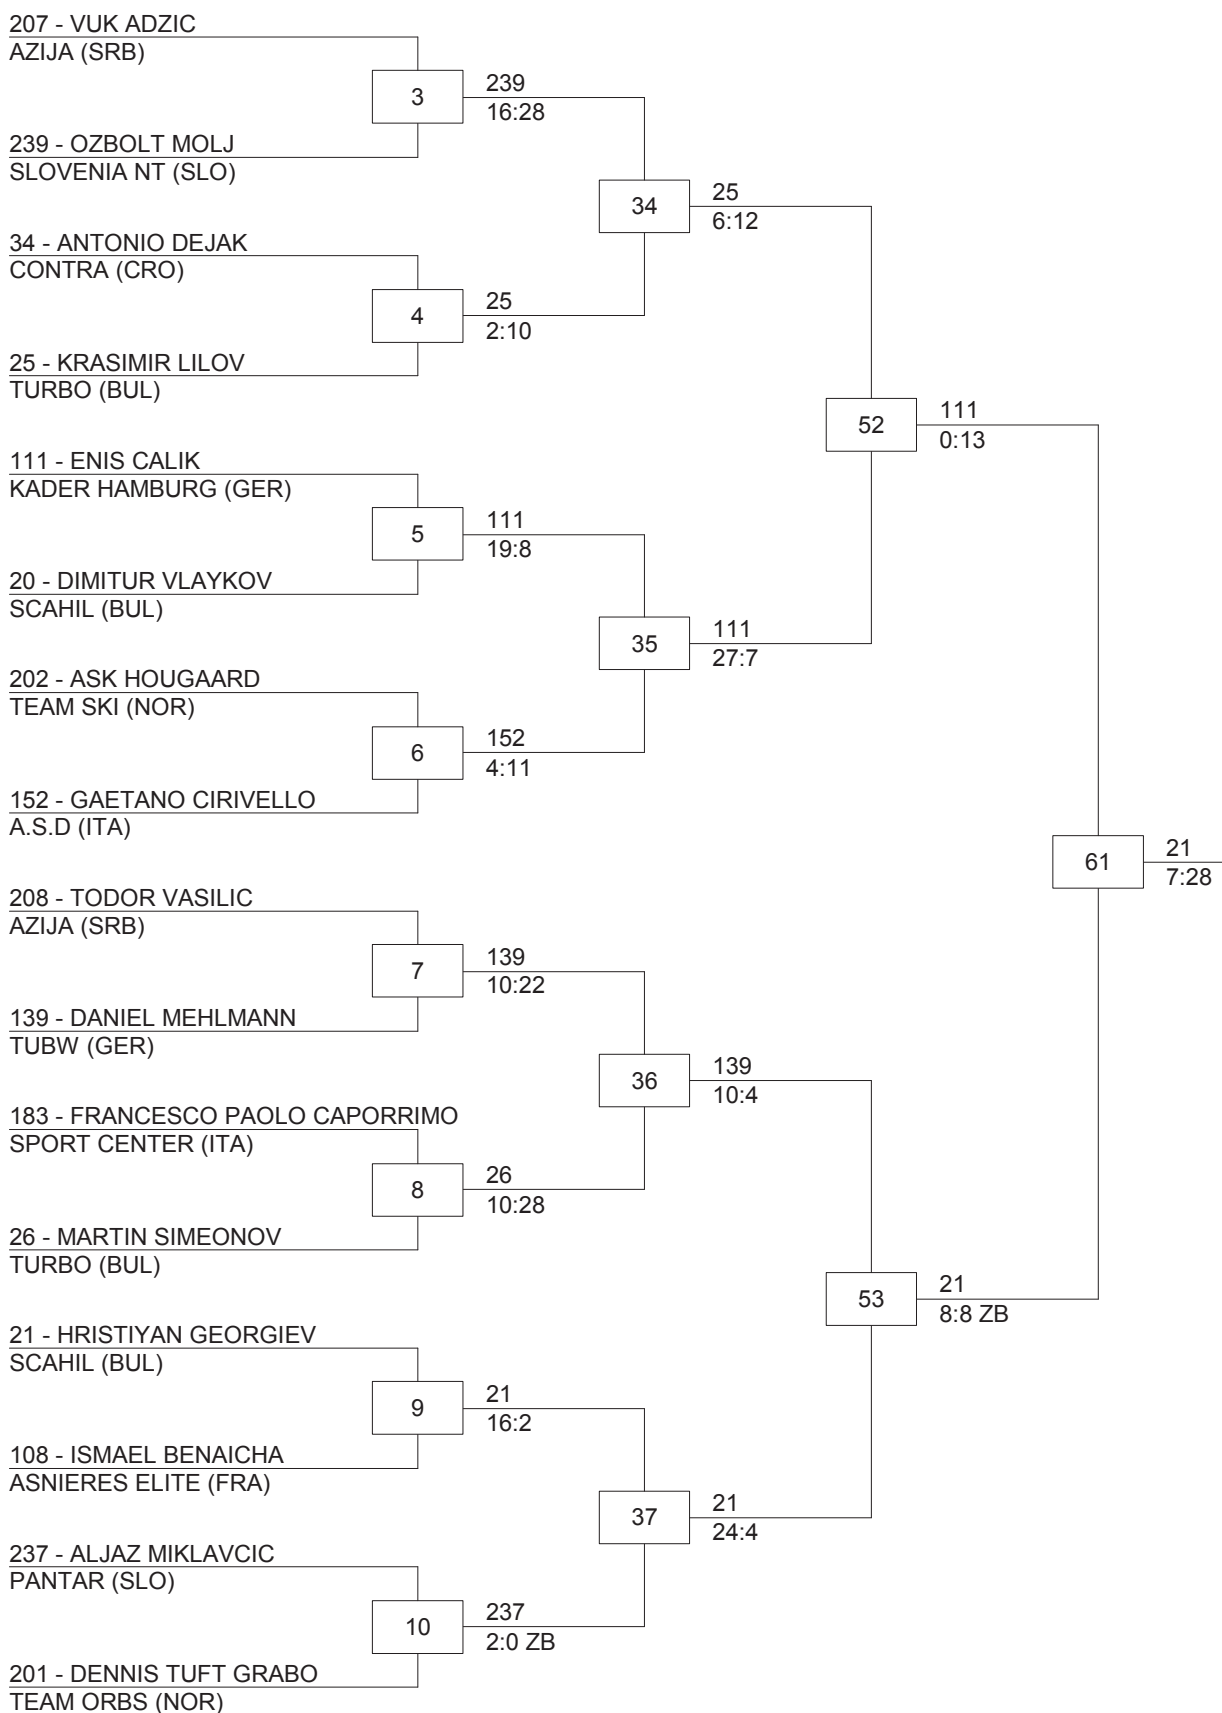 207 - VUK ADZIC
AZIJA (SRB)
3
239
16:28
239 - OZBOLT MOLJ
SLOVENIA NT (SLO)
34
25
6:12
34 - ANTONIO DEJAK
CONTRA (CRO)
4
25
2:10
25 - KRASIMIR LILOV
TURBO (BUL)
52
111
0:13
111 - ENIS CALIK
KADER HAMBURG (GER)
5
111
19:8
20 - DIMITUR VLAYKOV
SCAHIL (BUL)
35
111
27:7
202 - ASK HOUGAARD
TEAM SKI (NOR)
6
152
4:11
152 - GAETANO CIRIVELLO
A.S.D (ITA)
61
21
7:28
208 - TODOR VASILIC
AZIJA (SRB)
7
139
10:22
139 - DANIEL MEHLMANN
TUBW (GER)
36
139
10:4
183 - FRANCESCO PAOLO CAPORRIMO
SPORT CENTER (ITA)
8
26
10:28
26 - MARTIN SIMEONOV
TURBO (BUL)
53
21
8:8 ZB
21 - HRISTIYAN GEORGIEV
SCAHIL (BUL)
9
21
16:2
108 - ISMAEL BENAICHA
ASNIERES ELITE (FRA)
37
21
24:4
237 - ALJAZ MIKLAVCIC
PANTAR (SLO)
10
237
2:0 ZB
201 - DENNIS TUFT GRABO
TEAM ORBS (NOR)